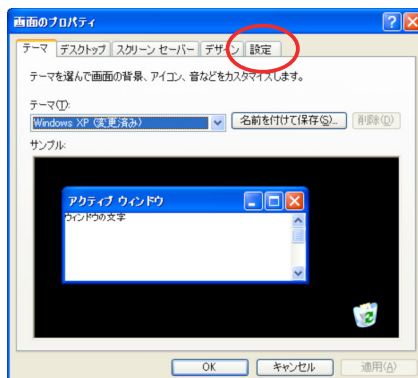 画面のプロパティ
テーマ デスクトップ スクリーン セーバー デザイン 設定
テーマを選んで画面の背景、アイコン、音などをカスタマイズします。
テーマ(T):
Windows XP (変更済み) 名前を付けて保存(S)... 削除(D)
サンプル:
アクティブ ウィンドウ
ウィンドウの文字
OK キャンセル 適用(A)